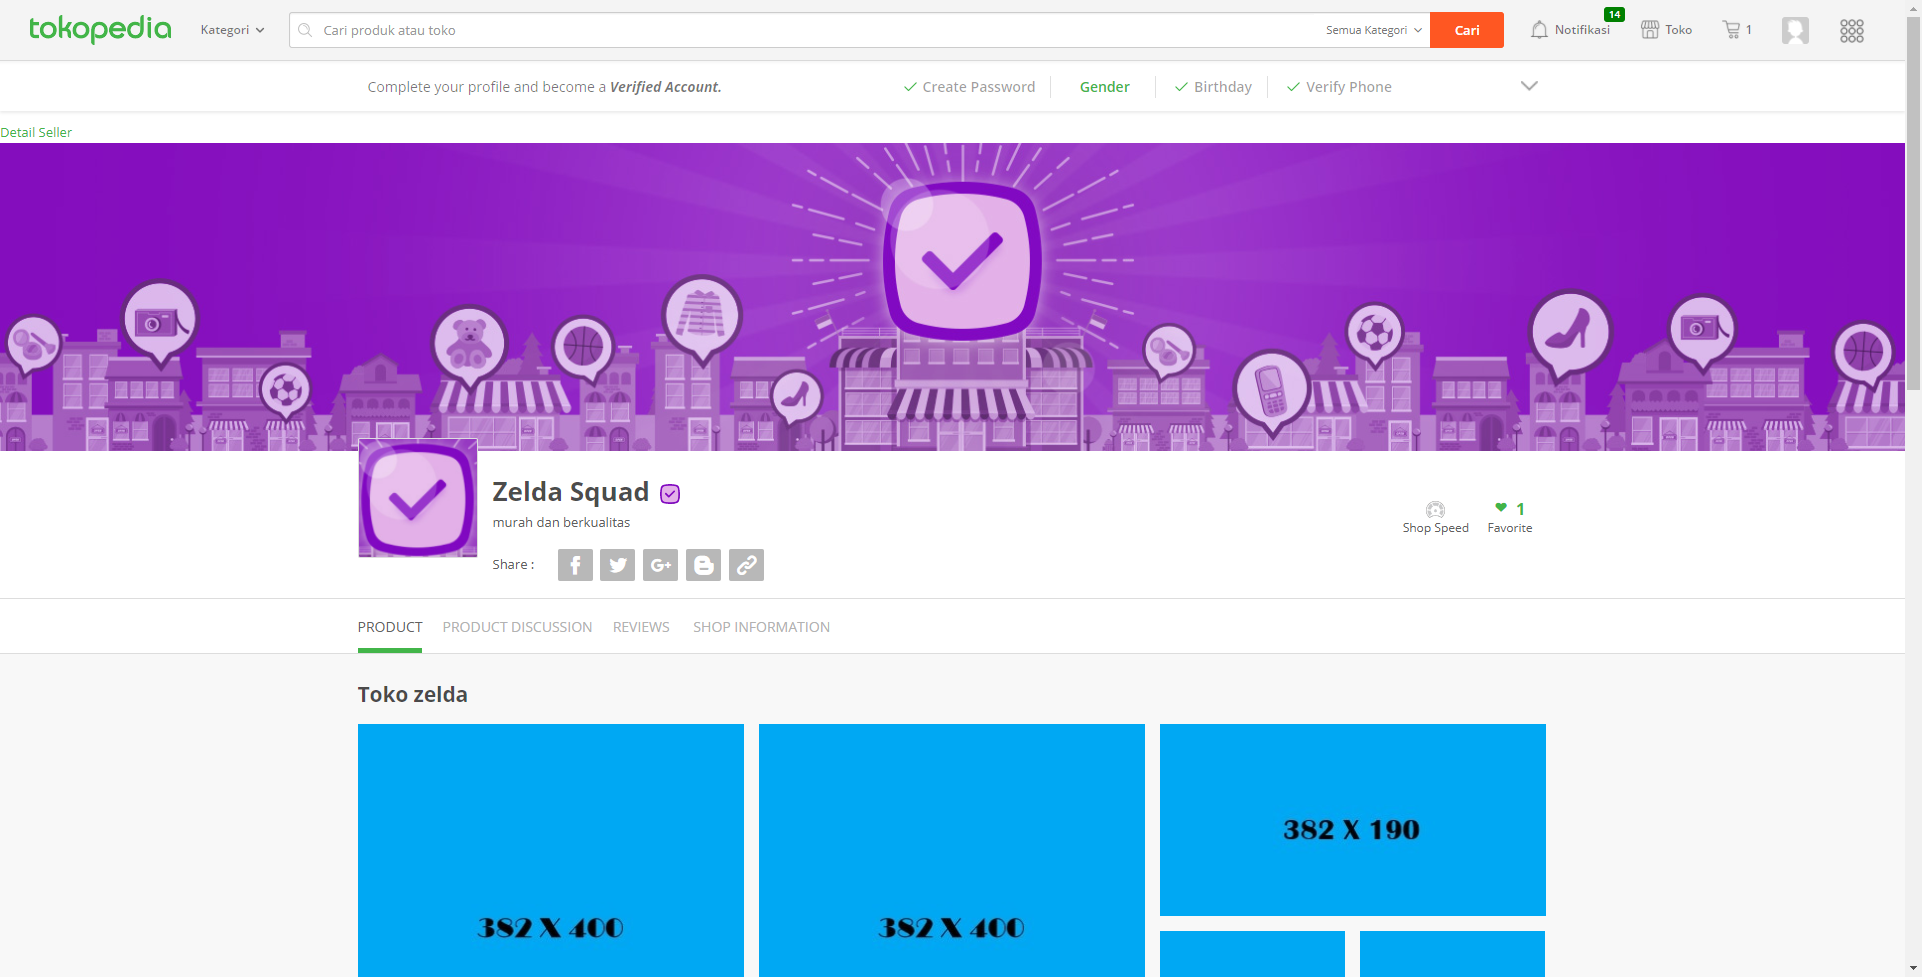 tokopedia
Kategori
Cari produk atau toko
Semua Kategori
Cari
14
Notifikasi
Toko
1
Complete your profile and become a Verified Account.
Create Password
Gender
Birthday
Verify Phone
Detail Seller
Zelda Squad
murah dan berkualitas
Share :
Shop Speed
1
Favorite
PRODUCT
PRODUCT DISCUSSION
REVIEWS
SHOP INFORMATION
Toko zelda
382 X 400
382 X 400
382 X 190